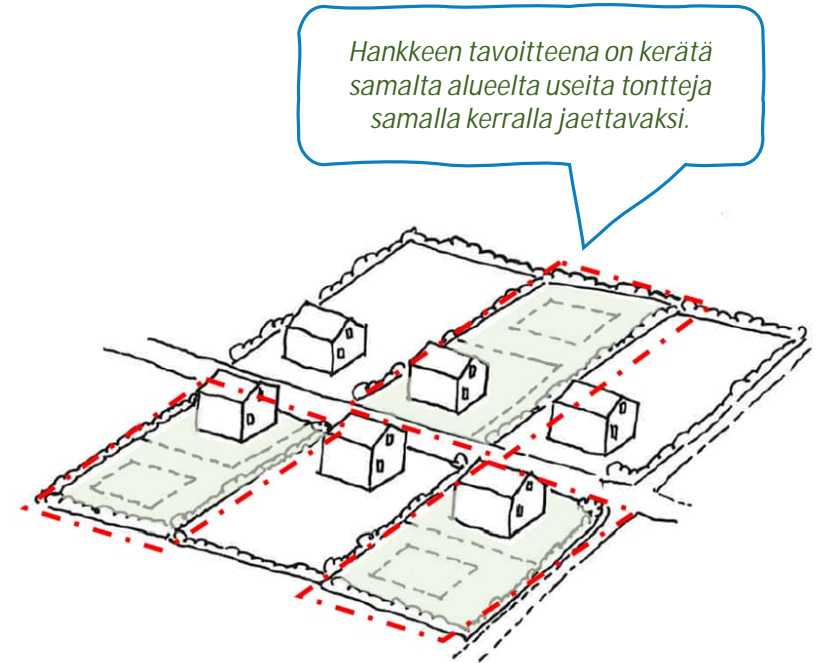 Hankkeen tavoitteena on kerätä
samalta alueelta useita tontteja
samalla kerralla jaettavaksi.